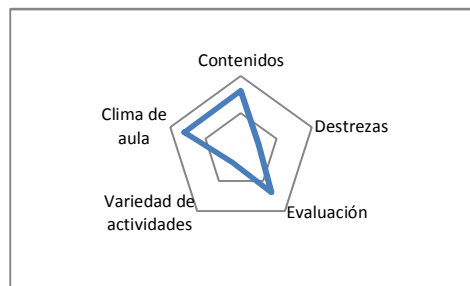 Contenidos
Clima de
aula
Destrezas
Variedad de
actividades
Evaluación